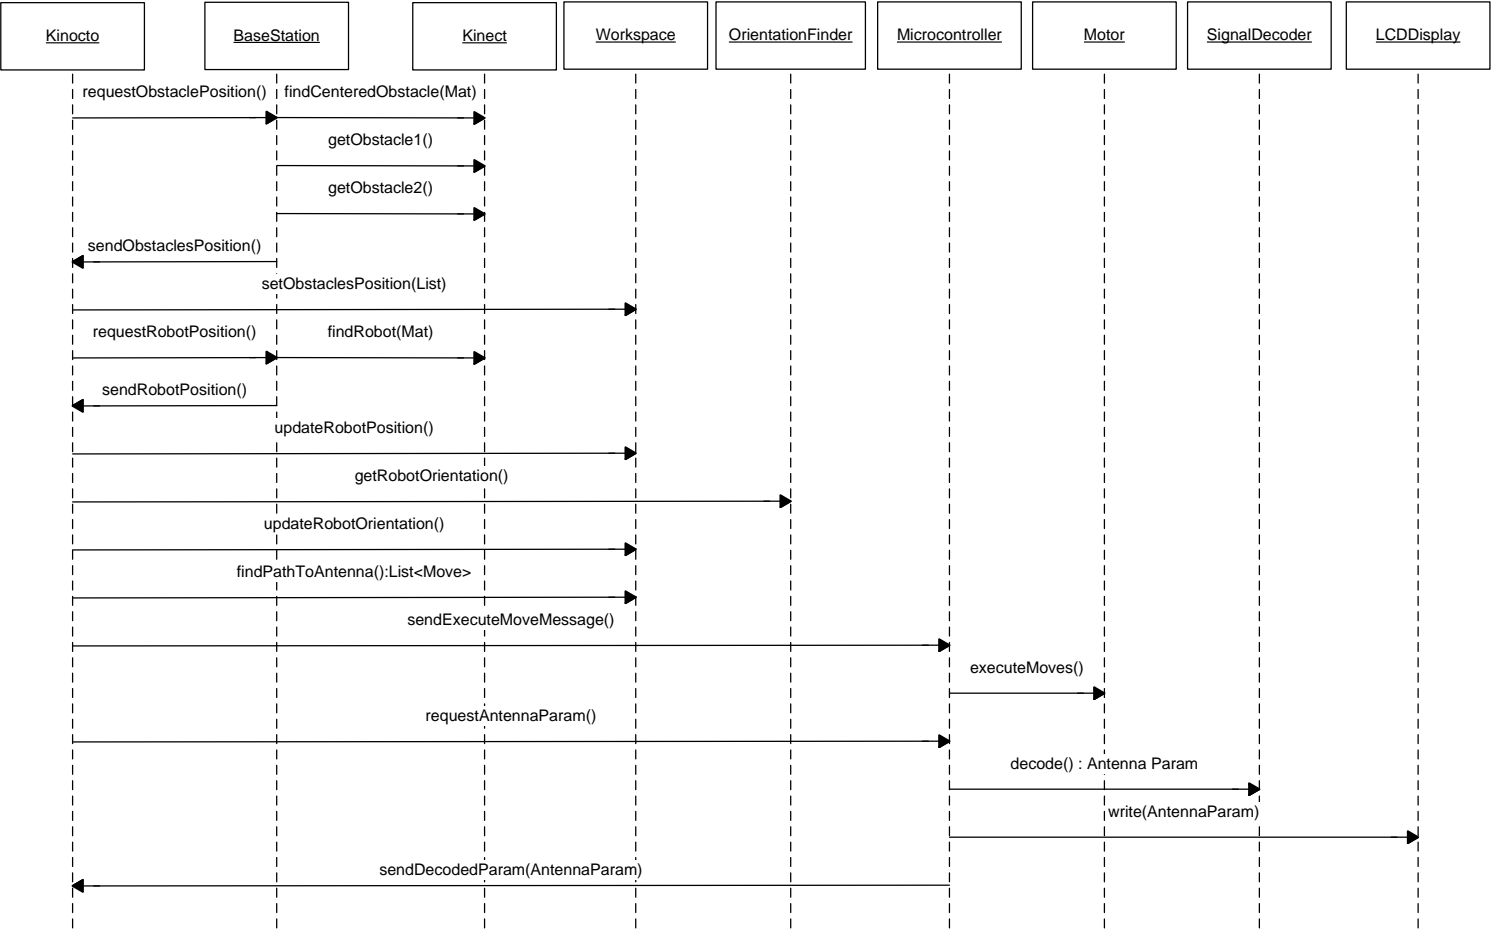 Kinocto
BaseStation
Kinect
Workspace
OrientationFinder
Microcontroller
Motor
SignalDecoder
LCDDisplay
requestObstaclePosition()
findCenteredObstacle(Mat)
getObstacle1()
getObstacle2()
sendObstaclesPosition()
setObstaclesPosition(List)
requestRobotPosition()
findRobot(Mat)
sendRobotPosition()
updateRobotPosition()
getRobotOrientation()
updateRobotOrientation()
findPathToAntenna():List<Move>
sendExecuteMoveMessage()
executeMoves()
requestAntennaParam()
decode() : Antenna Param
write(AntennaParam)
sendDecodedParam(AntennaParam)